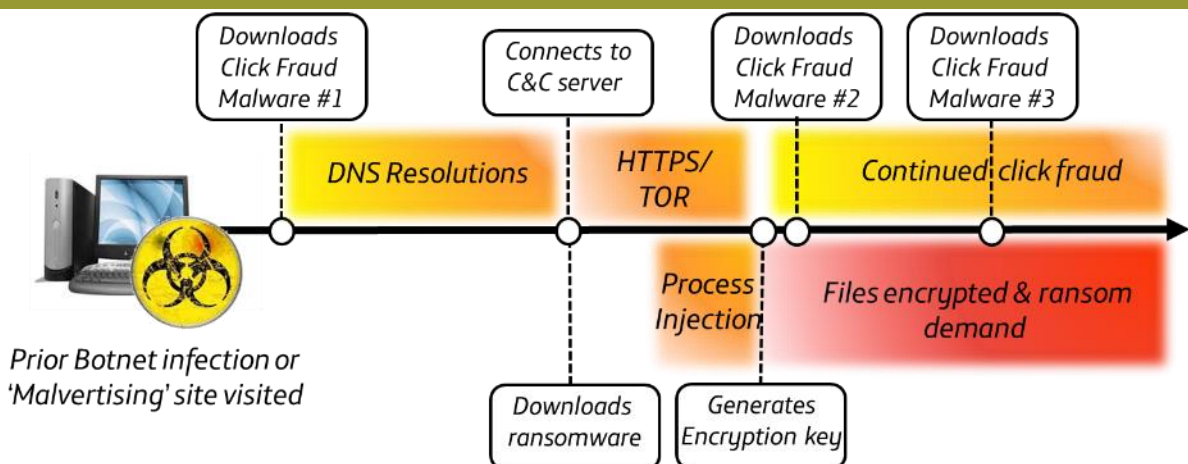 Downloads
Click Fraud
Malware #1
Connects to
C&C server
Downloads
Click Fraud
Malware #2
Downloads
Click Fraud
Malware #3
DNS Resolutions
HTTPS/
TOR
Continued click fraud
Process
Injection
Files encrypted & ransom
demand
Prior Botnet infection or
'Malvertising' site visited
Downloads
ransomware
Generates
Encryption key